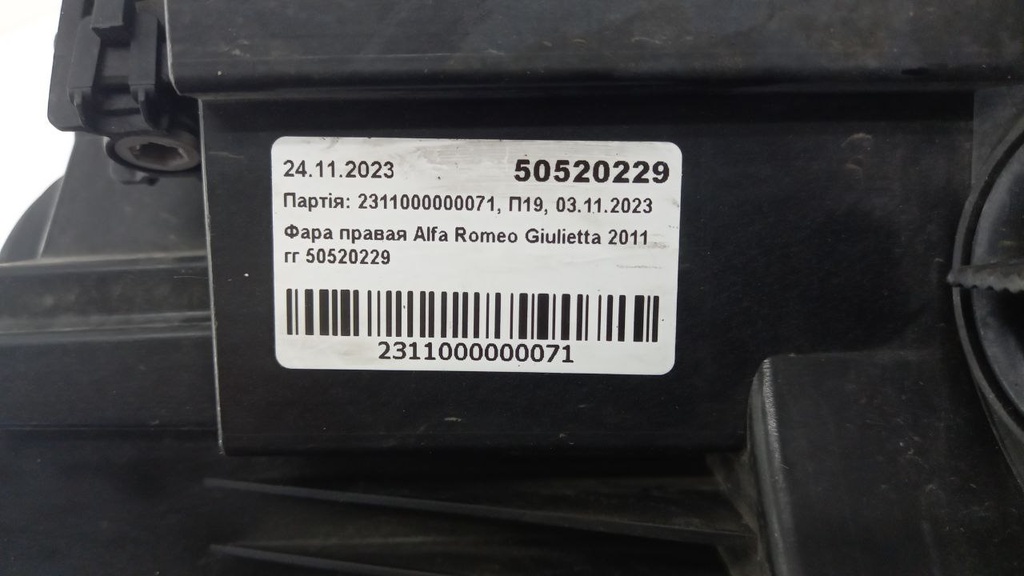 24.11.2023 50520229
Партія: 2311000000071, П19, 03.11.2023
Фара правая Alfa Romeo Giulietta 2011
гг 50520229
2311000000071